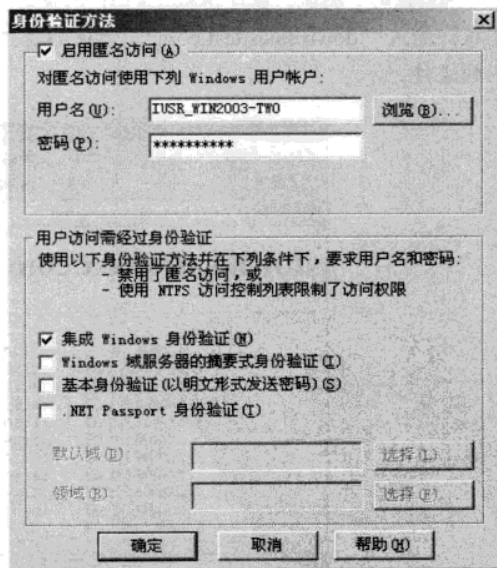 身份验证方法
启用匿名访问(A)
对匿名访问使用下列 Windows 用户帐户:
用户名(U): IUSR_WIN2003-TWO 浏览(B)...
密码(P): **********
用户访问需经过身份验证
使用以下身份验证方法并在下列条件下，要求用户名和密码:
- 禁用了匿名访问，或
- 使用 NTFS 访问控制列表限制了访问权限
集成 Windows 身份验证(N)
Windows 域服务器的摘要式身份验证(I)
基本身份验证(以明文形式发送密码)(S)
.NET Passport 身份验证(T)
默认域(D): 选择(L)...
领域(R): 选择(E)...
确定 取消 帮助(H)